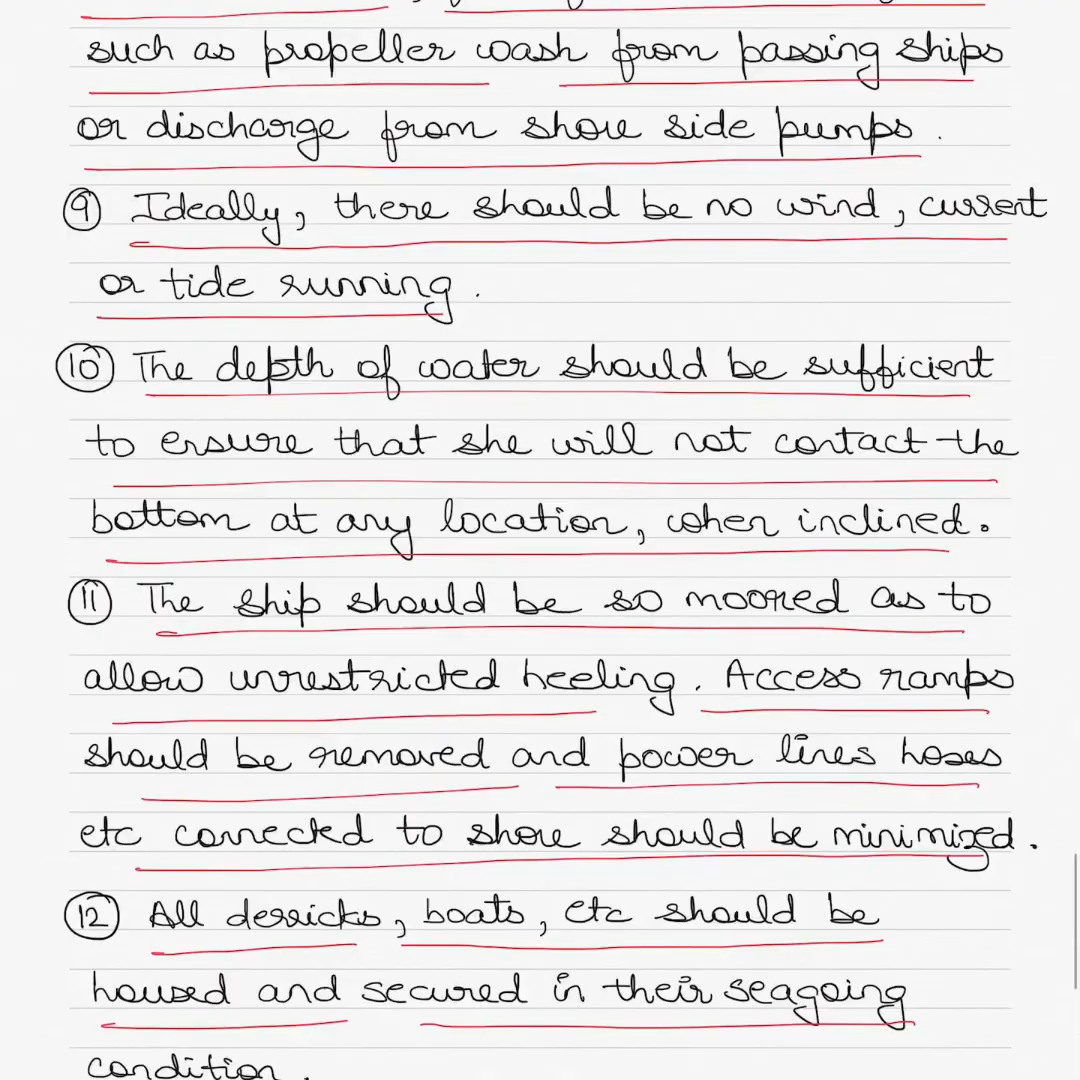 such as propeller wash from passing ships
or discharge from shore side pumps.
⑨ Ideally, there should be no wind, current
or tide running.
⑩ The depth of water should be sufficient
to ensure that she will not contact the
bottom at any location, when inclined.
⑪ The ship should be so moored as to
allow unrestricted heeling. Access ramps
should be removed and power lines hoses
etc connected to shore should be minimized.
⑫ All derricks, boats, etc should be
housed and secured in their seagoing
condition.